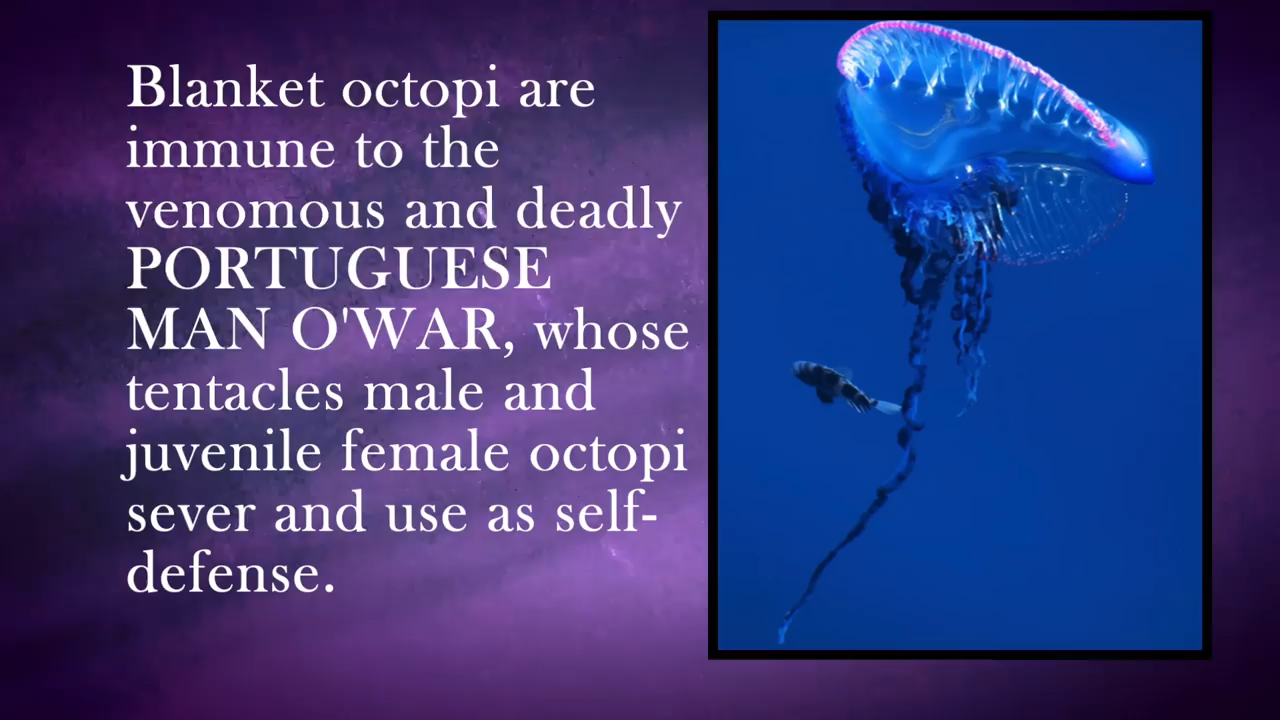 Blanket octopi are
immune to the
venomous and deadly
PORTUGUESE
MAN O'WAR, whose
tentacles male and
juvenile female octopi
sever and use as self-
defense.